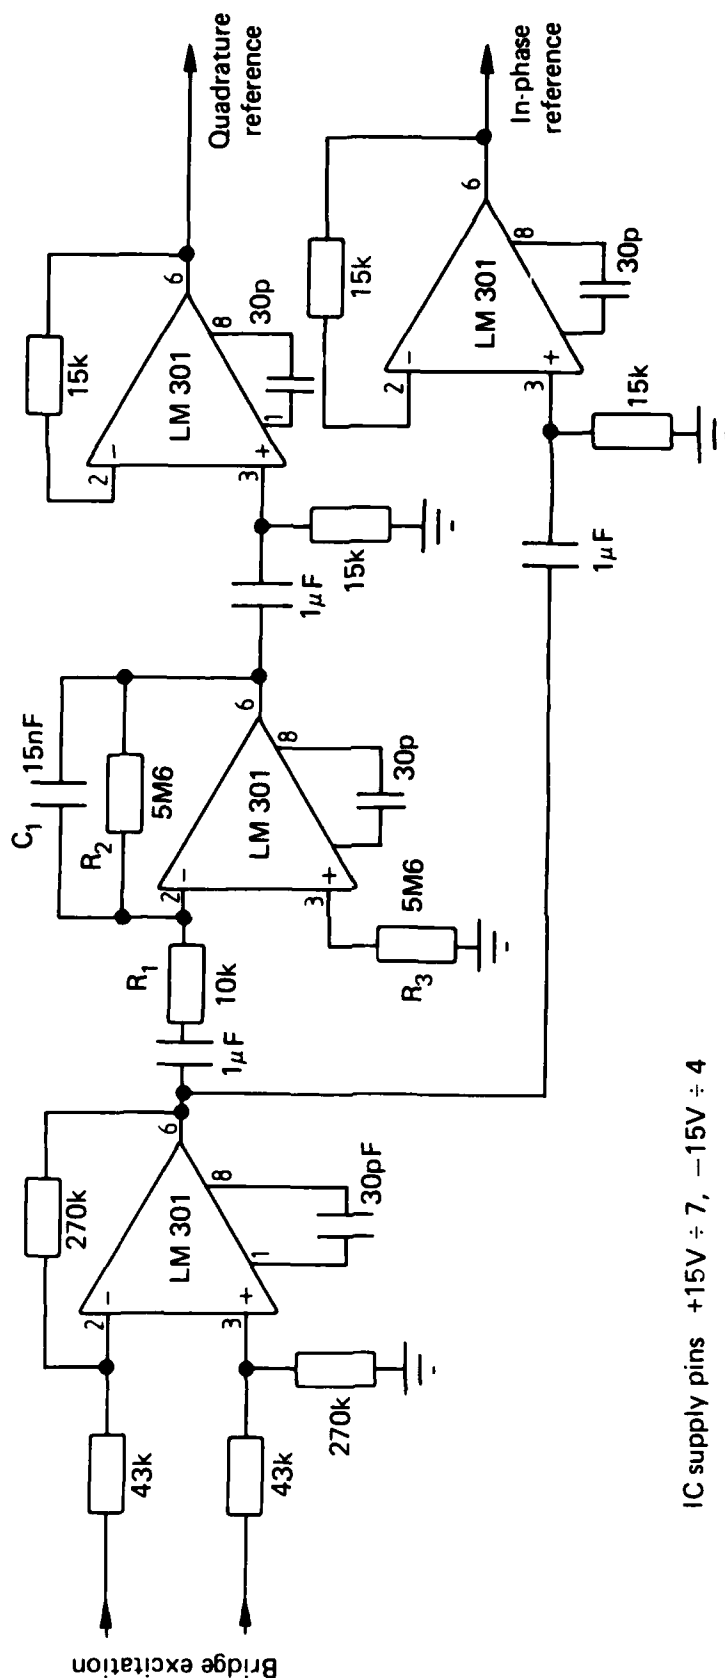 Bridge excitation
43k
43k
2
−
3
+
LM 301
6
270k
270k
1
8
30pF
1μF
R1
10k
C1
15nF
R2
5M6
2
−
3
+
LM 301
6
8
30p
R3
5M6
1μF
15k
2
−
3
+
LM 301
6
15k
1
8
30p
Quadrature
reference
1μF
15k
2
−
3
+
LM 301
6
15k
8
30p
In-phase
reference
IC supply pins +15V ÷ 7, −15V ÷ 4